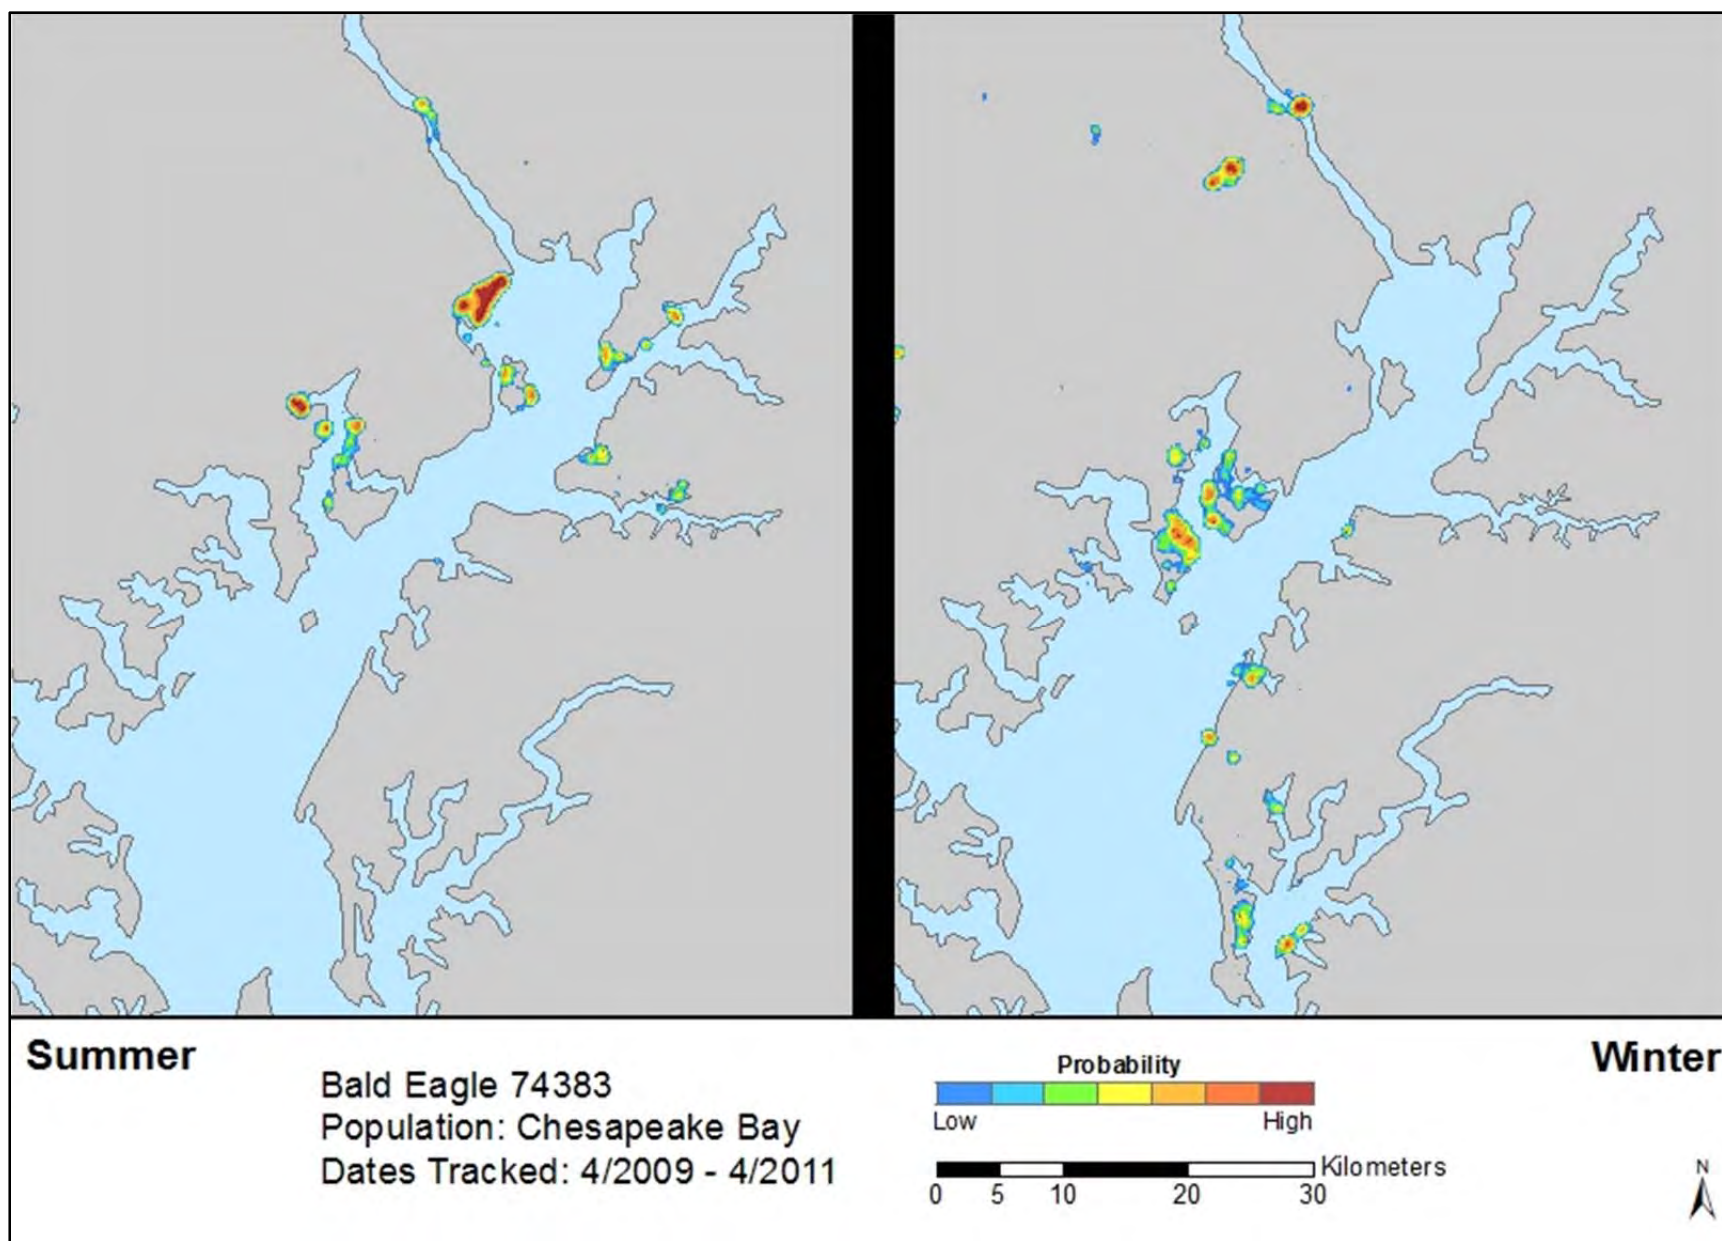 Summer
Winter
Bald Eagle 74383
Population: Chesapeake Bay
Dates Tracked: 4/2009 - 4/2011
Probability
Low High
Kilometers
0 5 10 20 30
N